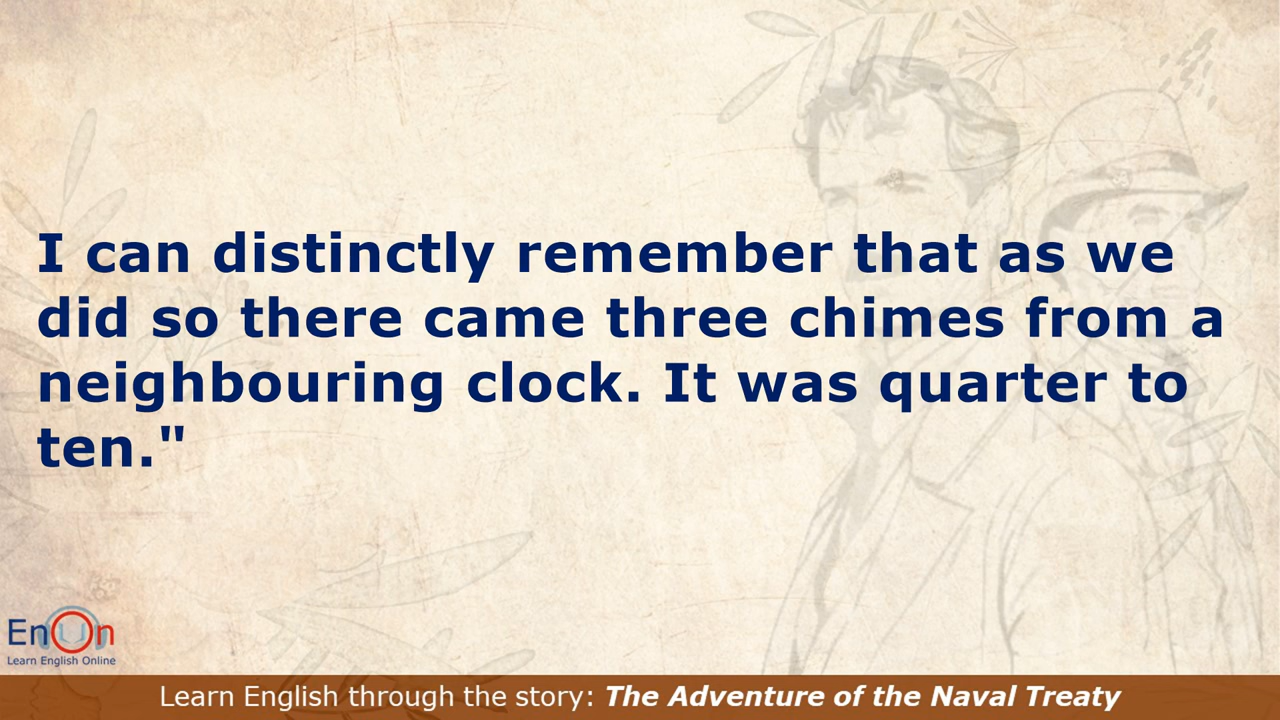 I can distinctly remember that as we
did so there came three chimes from a
neighbouring clock. It was quarter to
ten."
EnOn
Learn English Online
Learn English through the story: The Adventure of the Naval Treaty